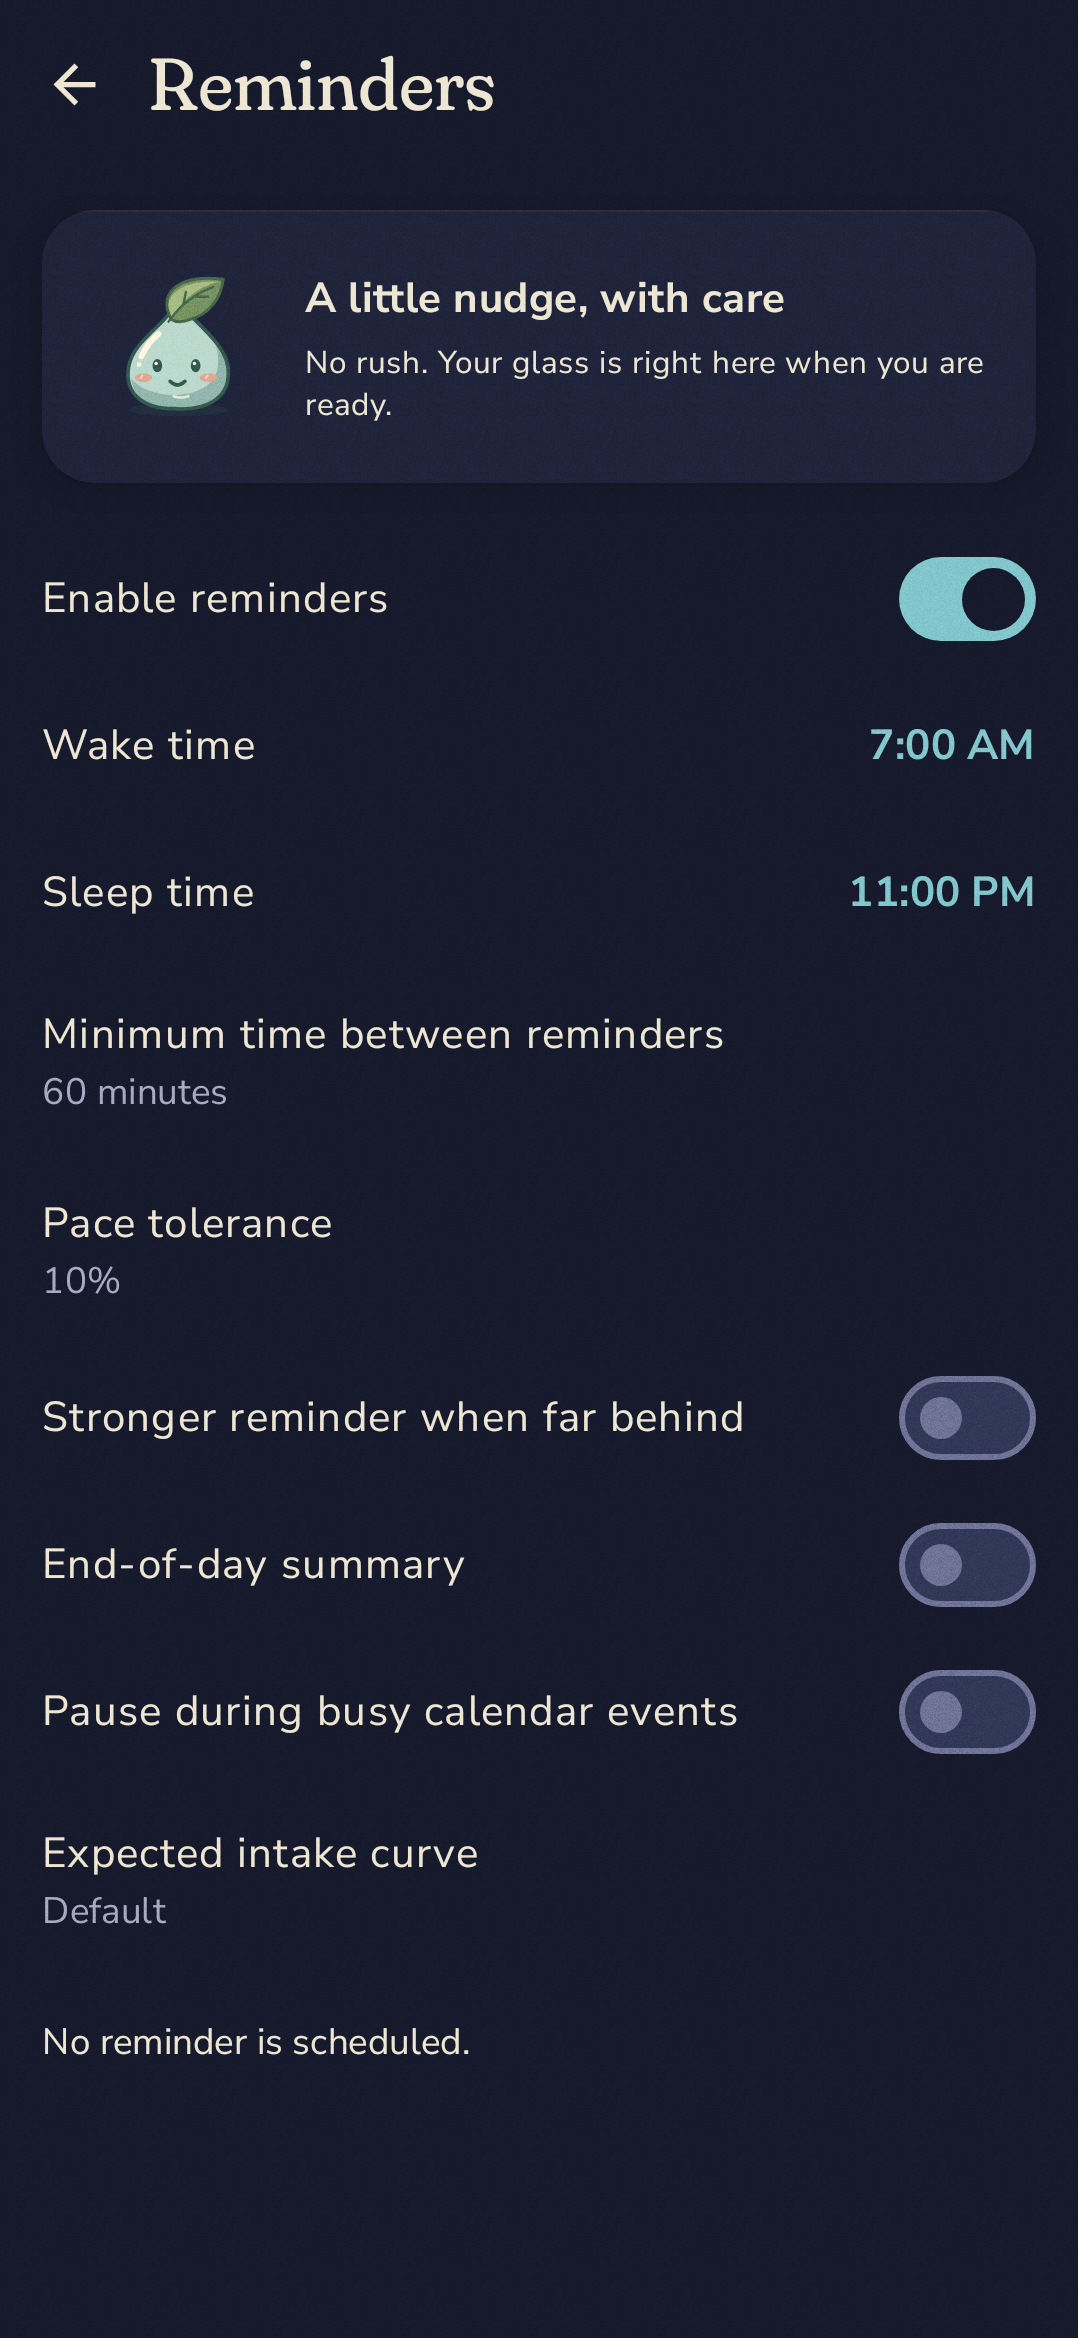 Reminders
A little nudge, with care
No rush. Your glass is right here when you are
ready.
Enable reminders
Wake time
7:00 AM
Sleep time
11:00 PM
Minimum time between reminders
60 minutes
Pace tolerance
10%
Stronger reminder when far behind
End-of-day summary
Pause during busy calendar events
Expected intake curve
Default
No reminder is scheduled.